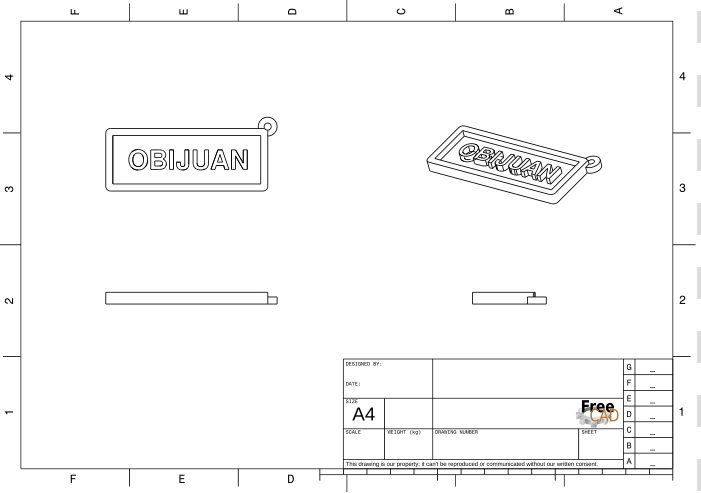 F E D C B A
4 4
OBIJUAN OBIJUAN
3 3
2 2
DESIGNED BY:
G _
DATE:
F _
SIZE
E _
A4
FreeCAD
D _
1 1
SCALE WEIGHT (kg) DRAWING NUMBER SHEET
C _
B _
This drawing is our property; it can't be reproduced or communicated without our written consent.
A _
F E D